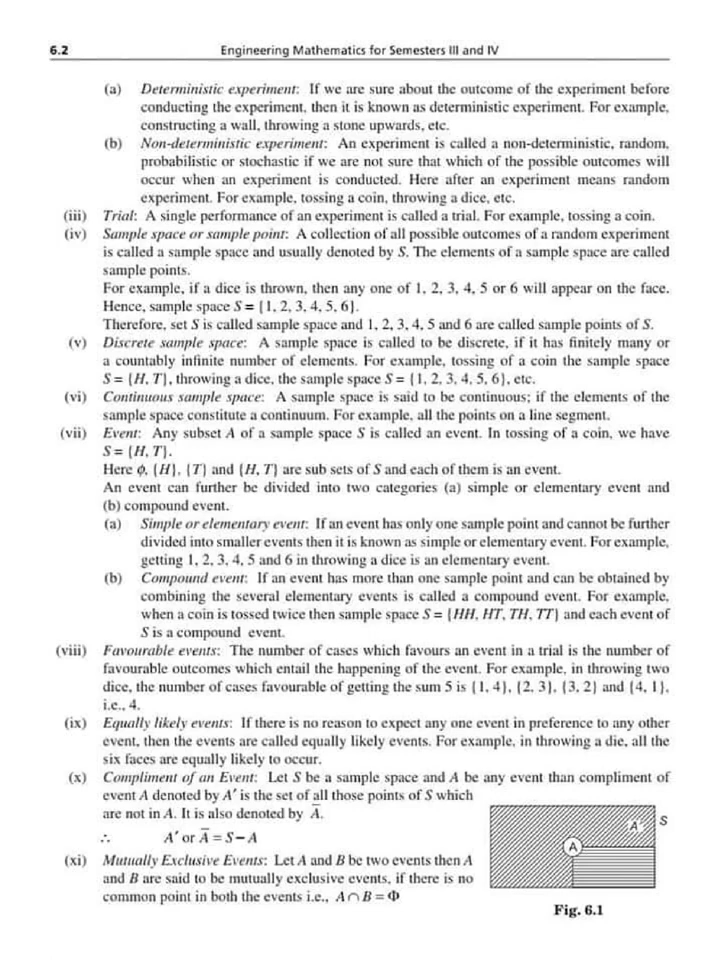 6.2 Engineering Mathematics for Semesters III and IV
(a) Deterministic experiment: If we are sure about the outcome of the experiment before
conducting the experiment, then it is known as deterministic experiment. For example,
constructing a wall, throwing a stone upwards, etc.
(b) Non-deterministic experiment: An experiment is called a non-deterministic, random,
probabilistic or stochastic if we are not sure that which of the possible outcomes will
occur when an experiment is conducted. Here after an experiment means random
experiment. For example, tossing a coin, throwing a dice, etc.
(iii) Trial: A single performance of an experiment is called a trial. For example, tossing a coin.
(iv) Sample space or sample point: A collection of all possible outcomes of a random experiment
is called a sample space and usually denoted by S. The elements of a sample space are called
sample points.
For example, if a dice is thrown, then any one of 1, 2, 3, 4, 5 or 6 will appear on the face.
Hence, sample space S = {1, 2, 3, 4, 5, 6}.
Therefore, set S is called sample space and 1, 2, 3, 4, 5 and 6 are called sample points of S.
(v) Discrete sample space: A sample space is called to be discrete, if it has finitely many or
a countably infinite number of elements. For example, tossing of a coin the sample space
S = {H, T}, throwing a dice, the sample space S = {1, 2, 3, 4, 5, 6}, etc.
(vi) Continuous sample space: A sample space is said to be continuous; if the elements of the
sample space constitute a continuum. For example, all the points on a line segment.
(vii) Event: Any subset A of a sample space S is called an event. In tossing of a coin, we have
S = {H, T}.
Here ϕ, {H}, {T} and {H, T} are sub sets of S and each of them is an event.
An event can further be divided into two categories (a) simple or elementary event and
(b) compound event.
(a) Simple or elementary event: If an event has only one sample point and cannot be further
divided into smaller events then it is known as simple or elementary event. For example,
getting 1, 2, 3, 4, 5 and 6 in throwing a dice is an elementary event.
(b) Compound event: If an event has more than one sample point and can be obtained by
combining the several elementary events is called a compound event. For example,
when a coin is tossed twice then sample space S = {HH, HT, TH, TT} and each event of
S is a compound event.
(viii) Favourable events: The number of cases which favours an event in a trial is the number of
favourable outcomes which entail the happening of the event. For example, in throwing two
dice, the number of cases favourable of getting the sum 5 is {1, 4}, {2, 3}, {3, 2} and {4, 1},
i.e., 4.
(ix) Equally likely events: If there is no reason to expect any one event in preference to any other
event, then the events are called equally likely events. For example, in throwing a die, all the
six faces are equally likely to occur.
(x) Compliment of an Event: Let S be a sample space and A be any event than compliment of
event A denoted by A′ is the set of all those points of S which
are not in A. It is also denoted by A̅.
∴ A′ or A̅ = S – A
(xi) Mutually Exclusive Events: Let A and B be two events then A
and B are said to be mutually exclusive events, if there is no
common point in both the events i.e., A ∩ B = Φ
A′ S
A
Fig. 6.1